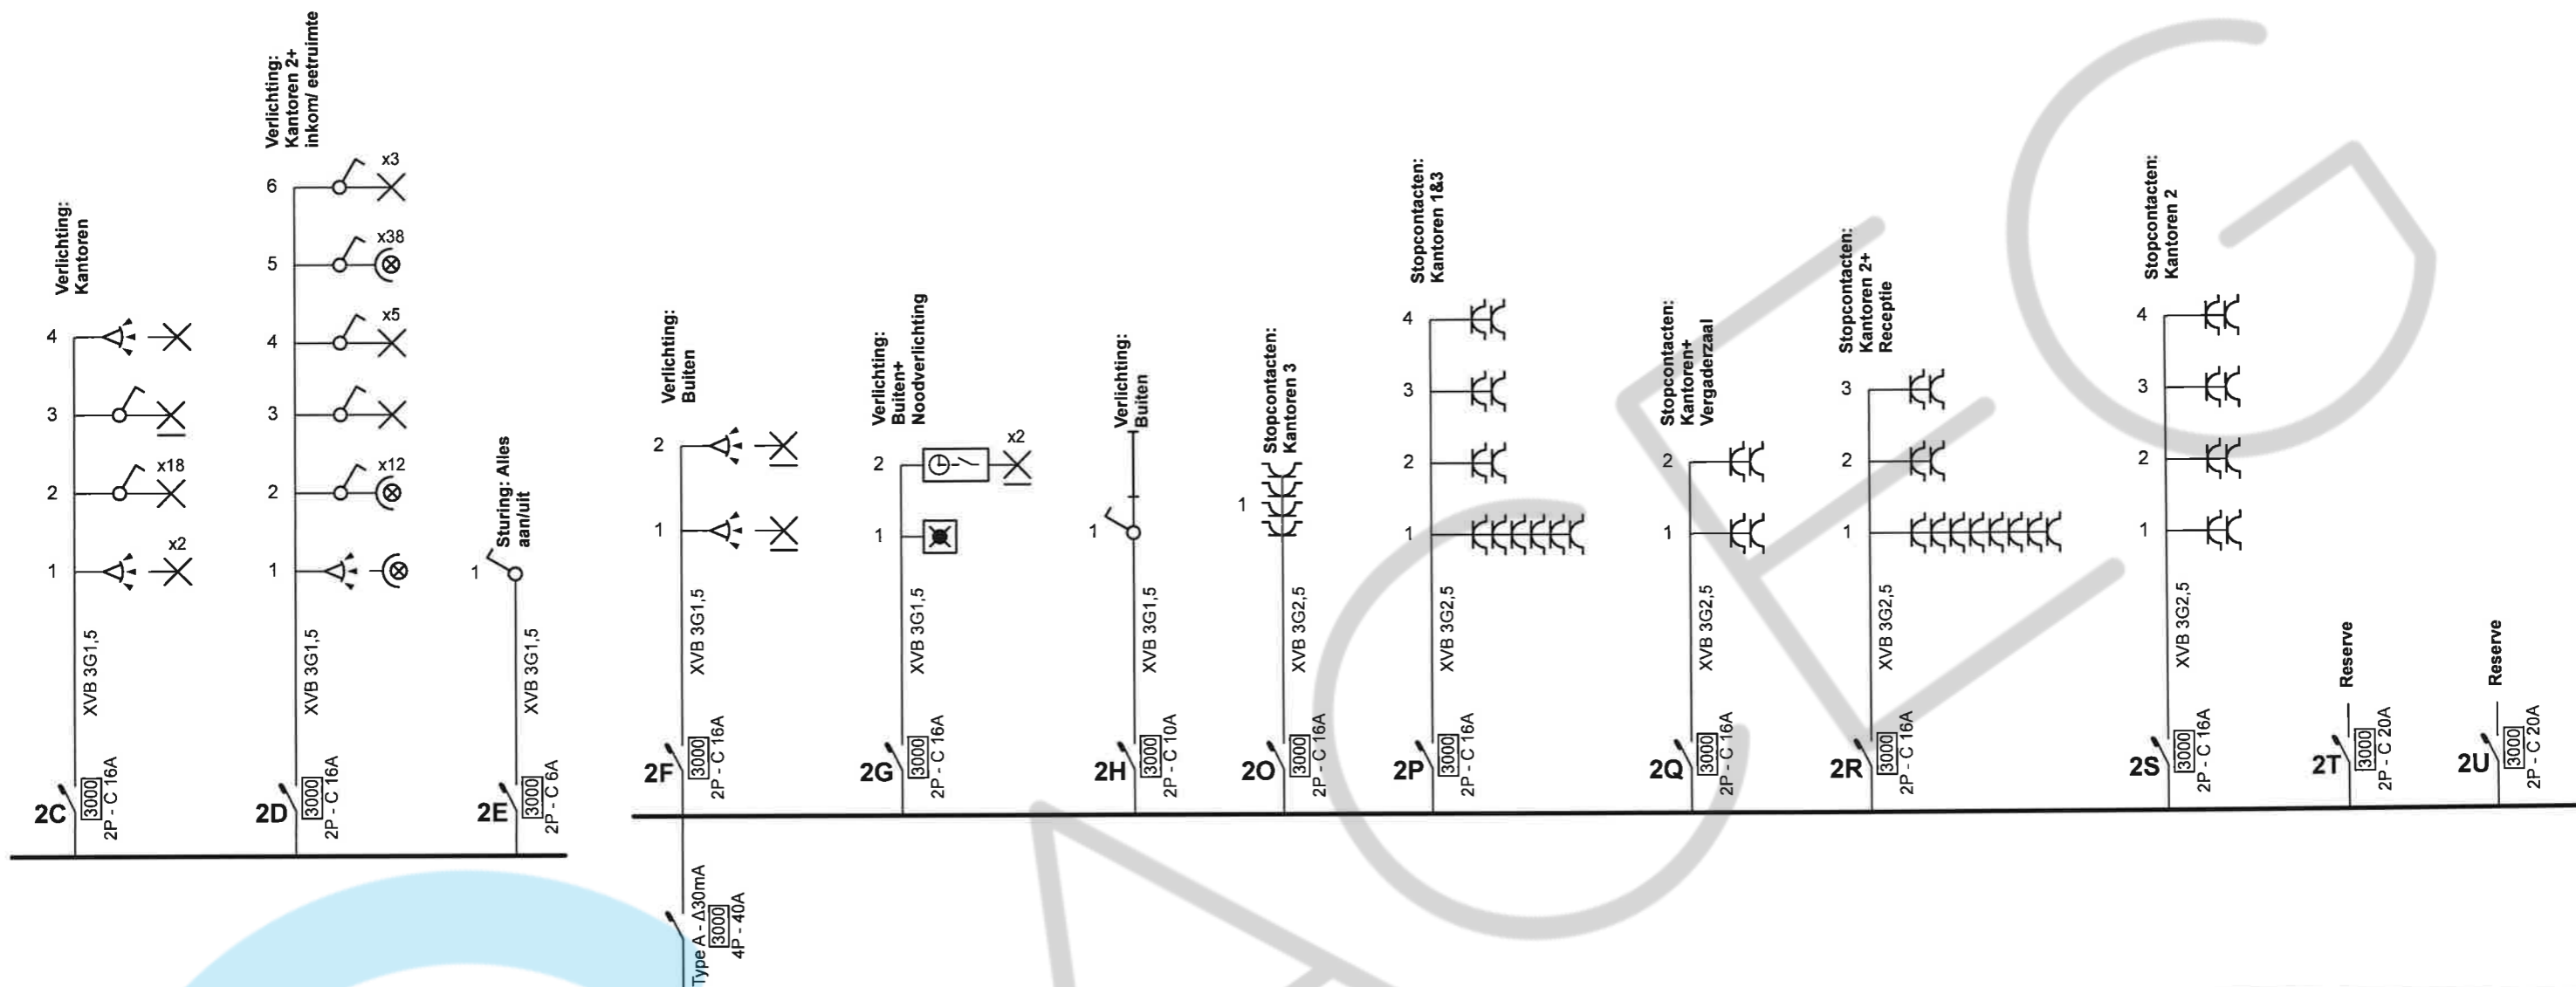 Verlichting:
Kantoren
4
3
2
x18
1
x2
XVB 3G1,5
2C
3000
2P - C 16A
Verlichting:
Kantoren 2+
inkom/ eetruimte
6
x3
5
x38
4
x5
3
2
x12
1
XVB 3G1,5
2D
3000
2P - C 16A
Sturing: Alles
aan/uit
1
XVB 3G1,5
2E
3000
2P - C 6A
Verlichting:
Buiten
2
1
XVB 3G1,5
2F
3000
2P - C 16A
Type A - Δ30mA
3000
4P - 40A
Verlichting:
Buiten+
Noodverlichting
2
x2
1
XVB 3G1,5
2G
3000
2P - C 16A
Verlichting:
Buiten
1
XVB 3G1,5
2H
3000
2P - C 10A
Stopcontacten:
Kantoren 3
1
XVB 3G2,5
2O
3000
2P - C 16A
Stopcontacten:
Kantoren 1&3
4
3
2
1
XVB 3G2,5
2P
3000
2P - C 16A
Stopcontacten:
Kantoren+
Vergaderzaal
2
1
XVB 3G2,5
2Q
3000
2P - C 16A
Stopcontacten:
Kantoren 2+
Receptie
3
2
1
XVB 3G2,5
2R
3000
2P - C 16A
Stopcontacten:
Kantoren 2
4
3
2
1
XVB 3G2,5
2S
3000
2P - C 16A
Reserve
2T
3000
2P - C 20A
Reserve
2U
3000
2P - C 20A
ACEG